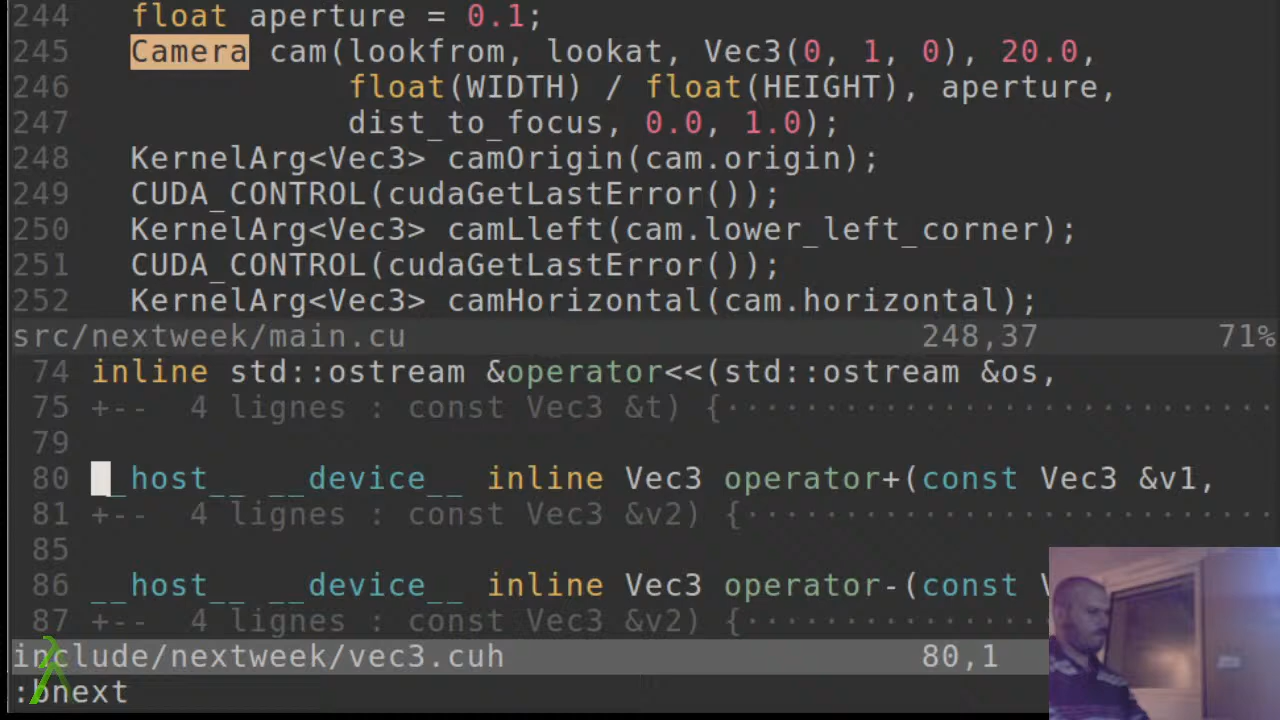 244   float aperture = 0.1;
245   Camera cam(lookfrom, lookat, Vec3(0, 1, 0), 20.0,
246              float(WIDTH) / float(HEIGHT), aperture,
247              dist_to_focus, 0.0, 1.0);
248   KernelArg<Vec3> camOrigin(cam.origin);
249   CUDA_CONTROL(cudaGetLastError());
250   KernelArg<Vec3> camLleft(cam.lower_left_corner);
251   CUDA_CONTROL(cudaGetLastError());
252   KernelArg<Vec3> camHorizontal(cam.horizontal);
src/nextweek/main.cu 248,37 71%
74 inline std::ostream &operator<<(std::ostream &os,
75 +-- 4 lignes : const Vec3 &t) {····························
79
80 __host__ __device__ inline Vec3 operator+(const Vec3 &v1,
81 +-- 4 lignes : const Vec3 &v2) {···························
85
86 __host__ __device__ inline Vec3 operator-(const V
87 +-- 4 lignes : const Vec3 &v2) {················
include/nextweek/vec3.cuh 80,1
:bnext